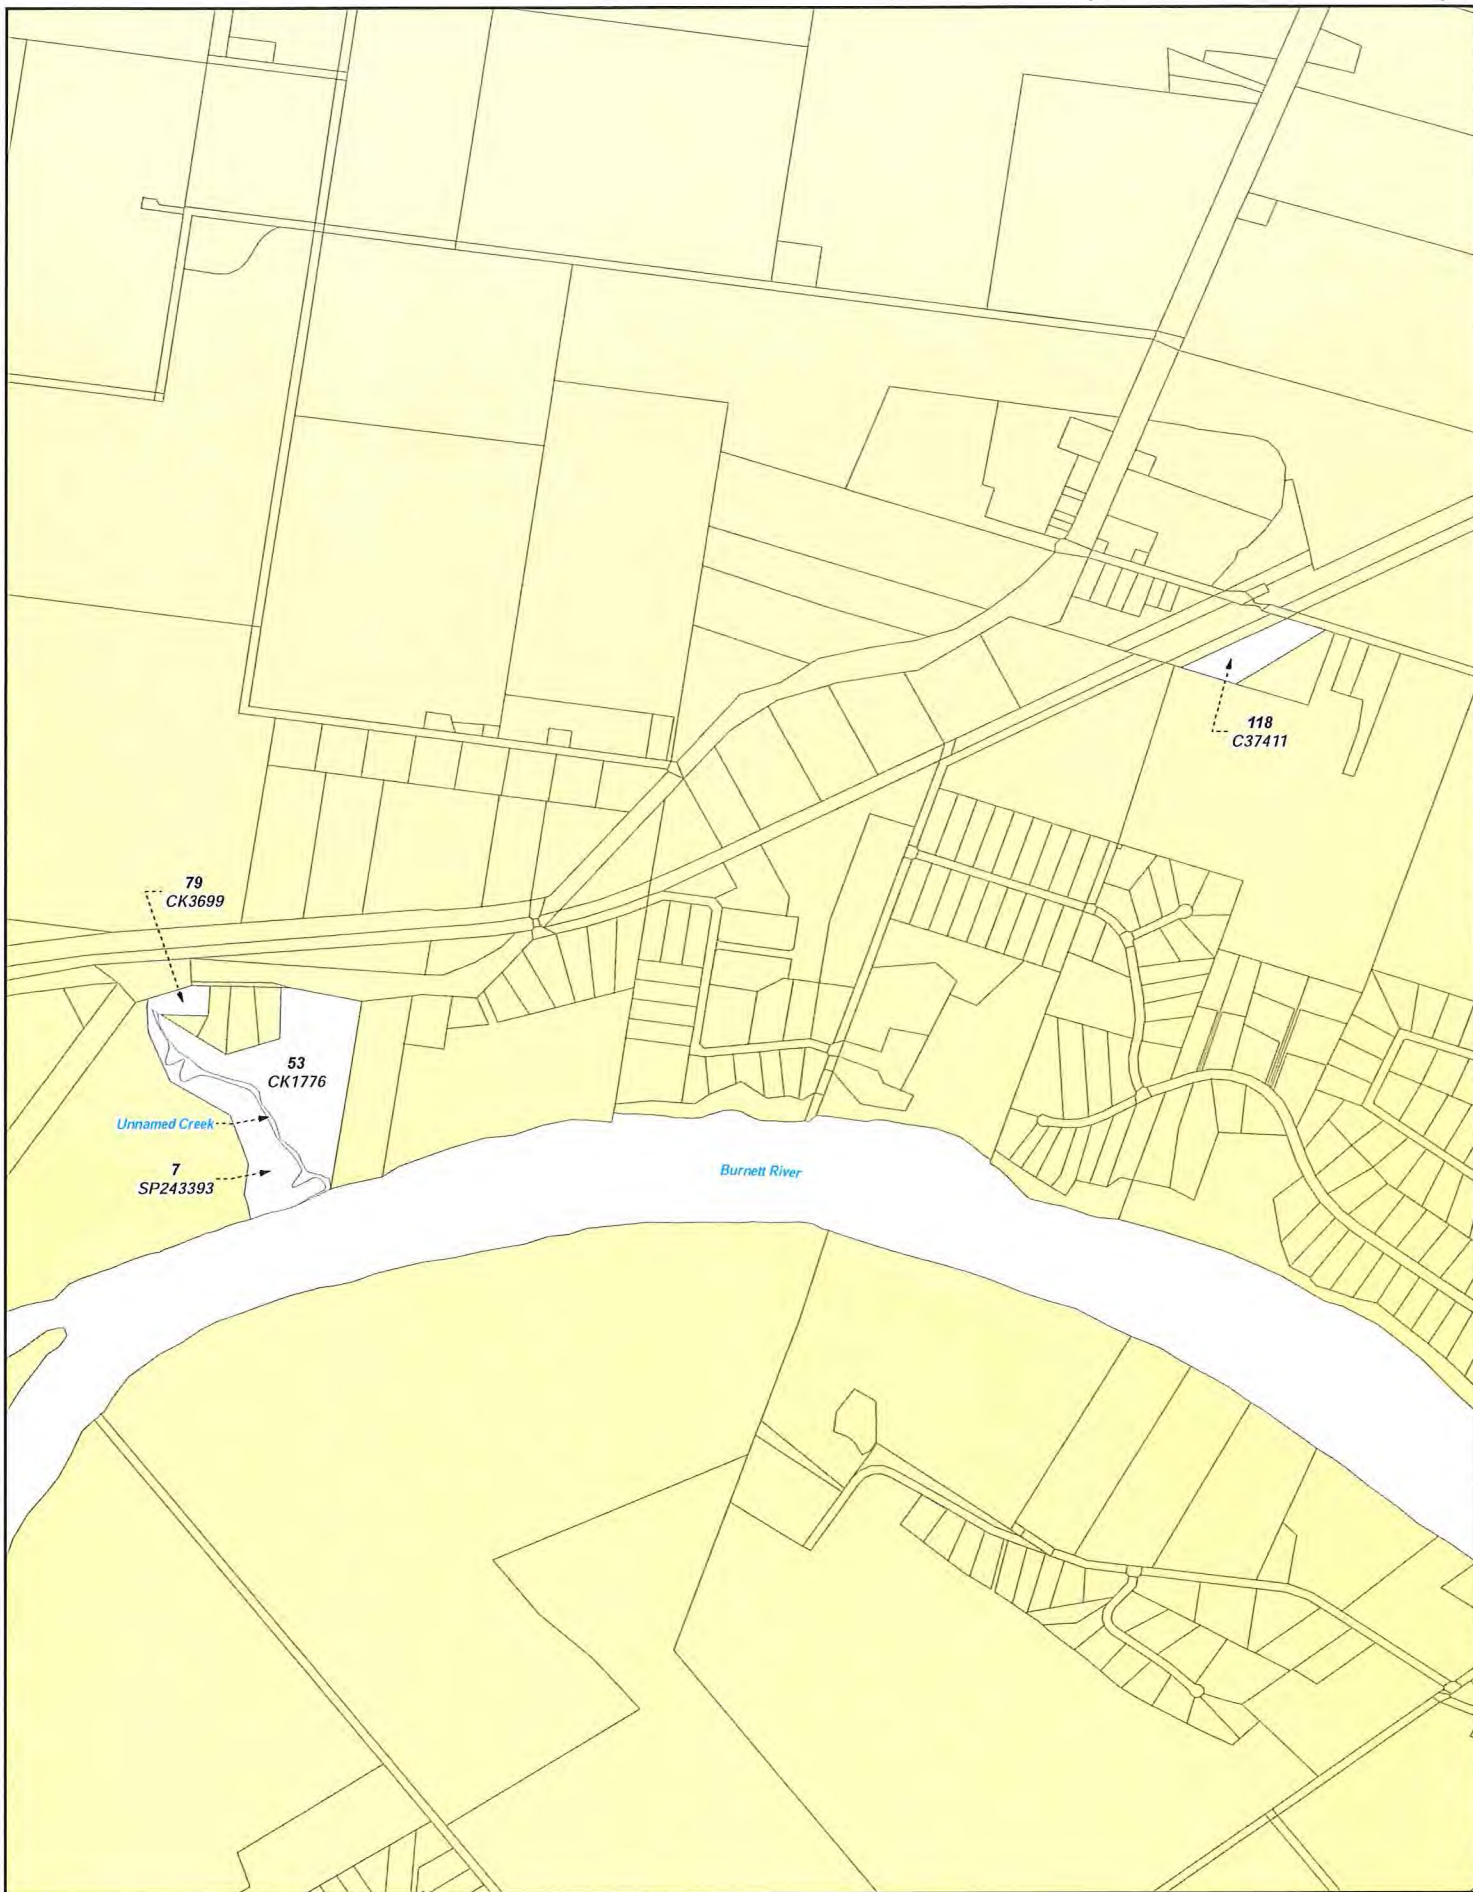 118
C37411
79
CK3699
53
CK1776
Unnamed Creek
7
SP243393
Burnett River